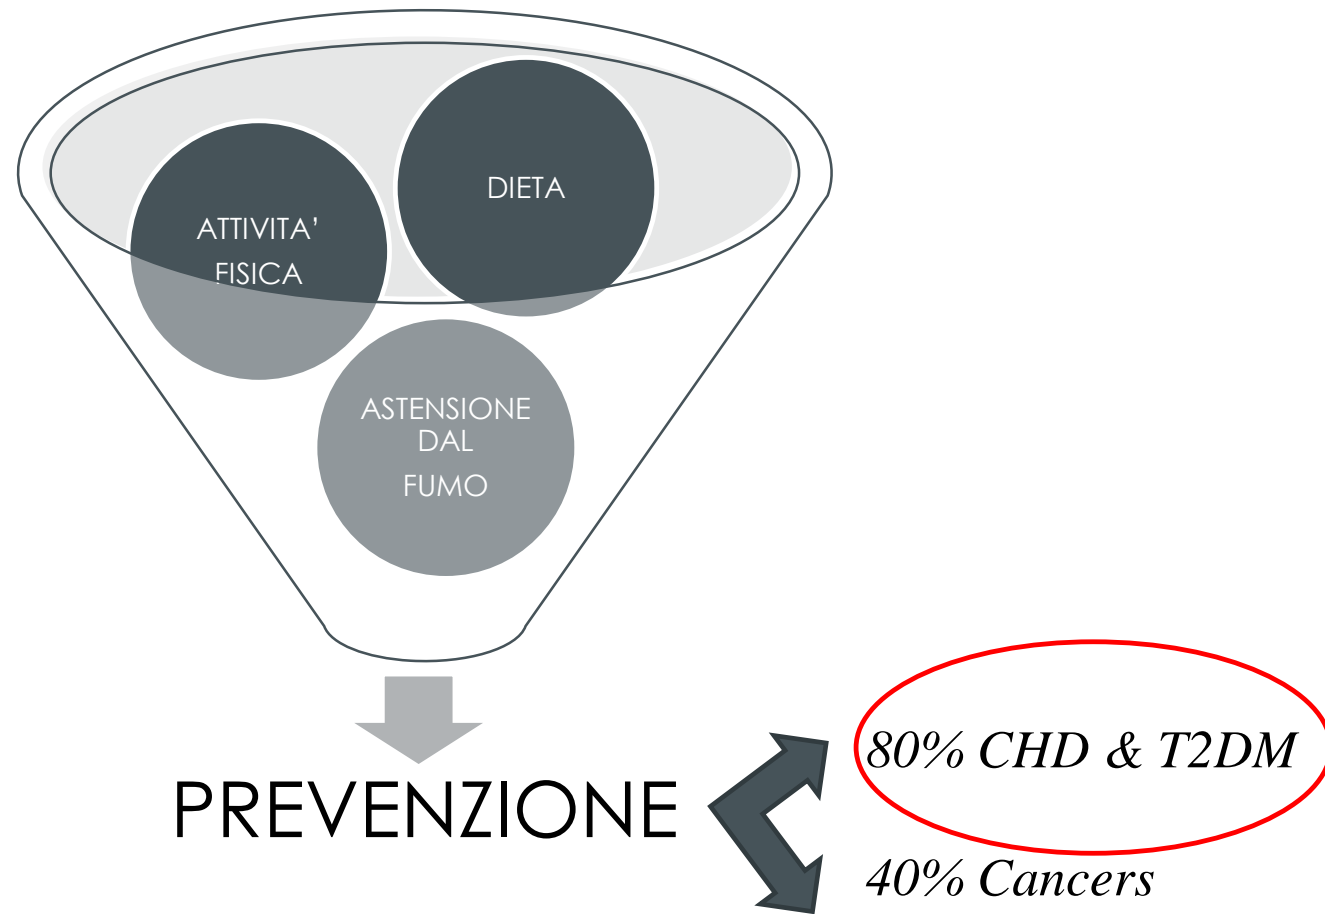 DIETA
ATTIVITA’
FISICA
ASTENSIONE
DAL
FUMO
PREVENZIONE
80% CHD & T2DM
40% Cancers